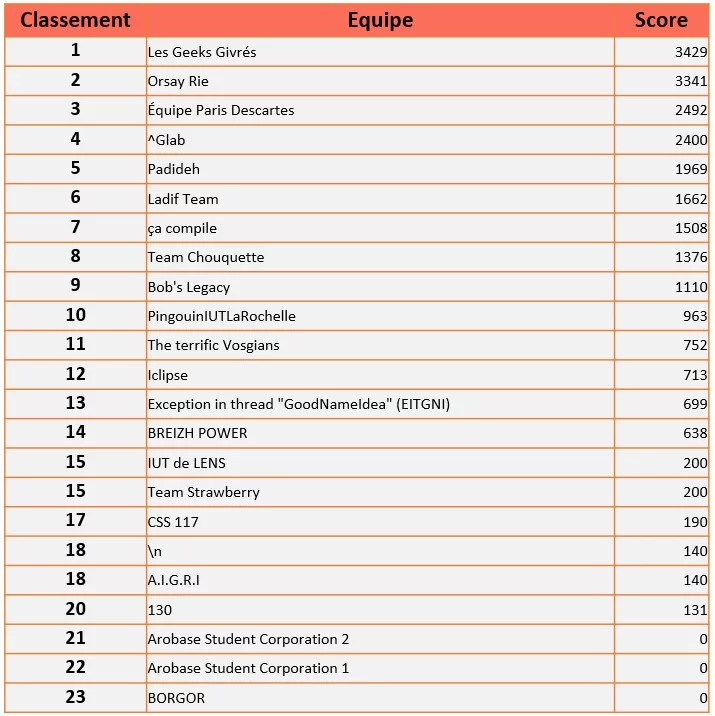 Classement Equipe Score
1 Les Geeks Givrés 3429
2 Orsay Rie 3341
3 Équipe Paris Descartes 2492
4 ^Glab 2400
5 Padideh 1969
6 Ladif Team 1662
7 ça compile 1508
8 Team Chouquette 1376
9 Bob's Legacy 1110
10 PingouinIUTLaRochelle 963
11 The terrific Vosgians 752
12 Iclipse 713
13 Exception in thread "GoodNameIdea" (EITGNI) 699
14 BREIZH POWER 638
15 IUT de LENS 200
15 Team Strawberry 200
17 CSS 117 190
18 \n 140
18 A.I.G.R.I 140
20 130 131
21 Arobase Student Corporation 2 0
22 Arobase Student Corporation 1 0
23 BORGOR 0